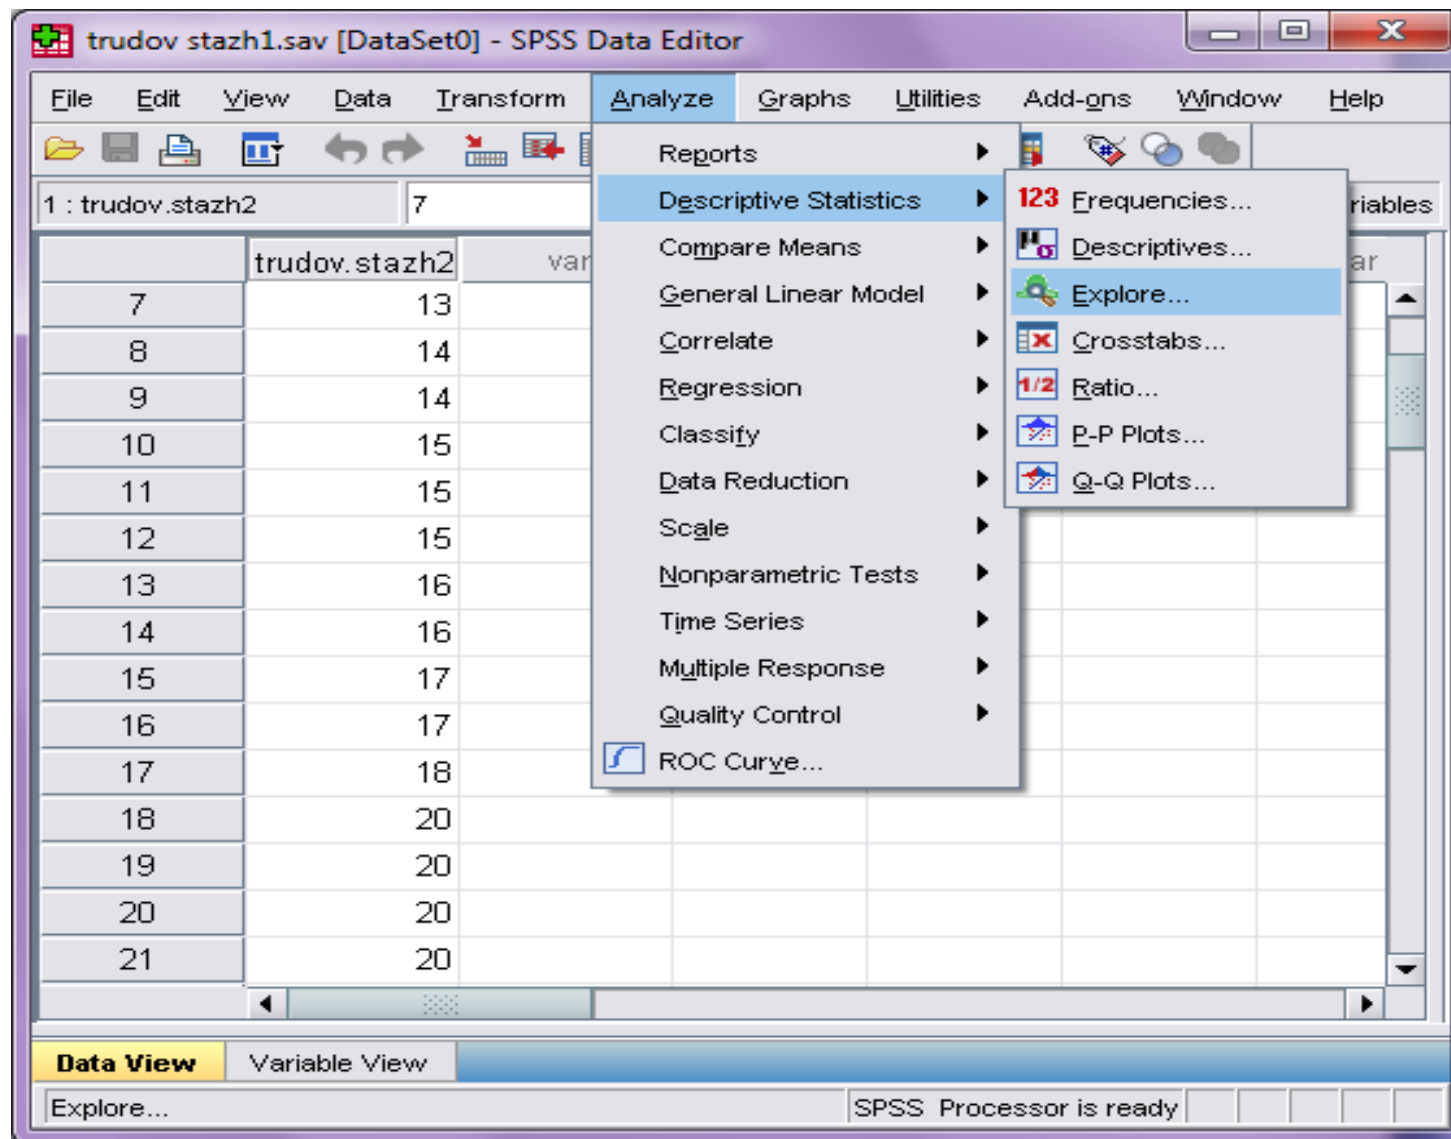 trudov stazh1.sav [DataSet0] - SPSS Data Editor
File Edit View Data Transform Analyze Graphs Utilities Add-ons Window Help
1 : trudov.stazh2 7 riables
trudov.stazh2 var ar
7 13
8 14
9 14
10 15
11 15
12 15
13 16
14 16
15 17
16 17
17 18
18 20
19 20
20 20
21 20
Reports
Descriptive Statistics
Compare Means
General Linear Model
Correlate
Regression
Classify
Data Reduction
Scale
Nonparametric Tests
Time Series
Multiple Response
Quality Control
ROC Curve...
123 Frequencies...
μσ Descriptives...
Explore...
Crosstabs...
1/2 Ratio...
P-P Plots...
Q-Q Plots...
Data View Variable View
Explore... SPSS Processor is ready